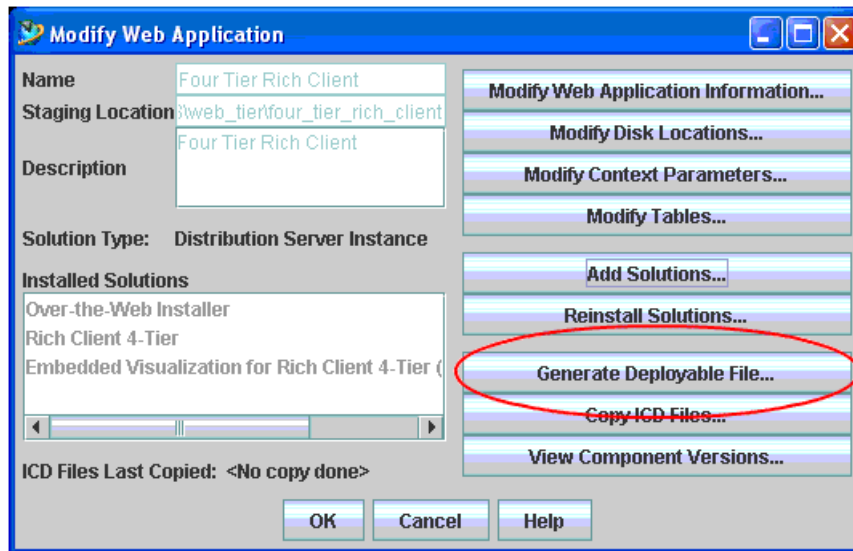 Modify Web Application
Name
Four Tier Rich Client
Staging Location
\web_tier\four_tier_rich_client
Description
Four Tier Rich Client
Solution Type: Distribution Server Instance
Installed Solutions
Over-the-Web Installer
Rich Client 4-Tier
Embedded Visualization for Rich Client 4-Tier (
ICD Files Last Copied: <No copy done>
Modify Web Application Information...
Modify Disk Locations...
Modify Context Parameters...
Modify Tables...
Add Solutions...
Reinstall Solutions...
Generate Deployable File...
Copy ICD Files...
View Component Versions...
OK
Cancel
Help